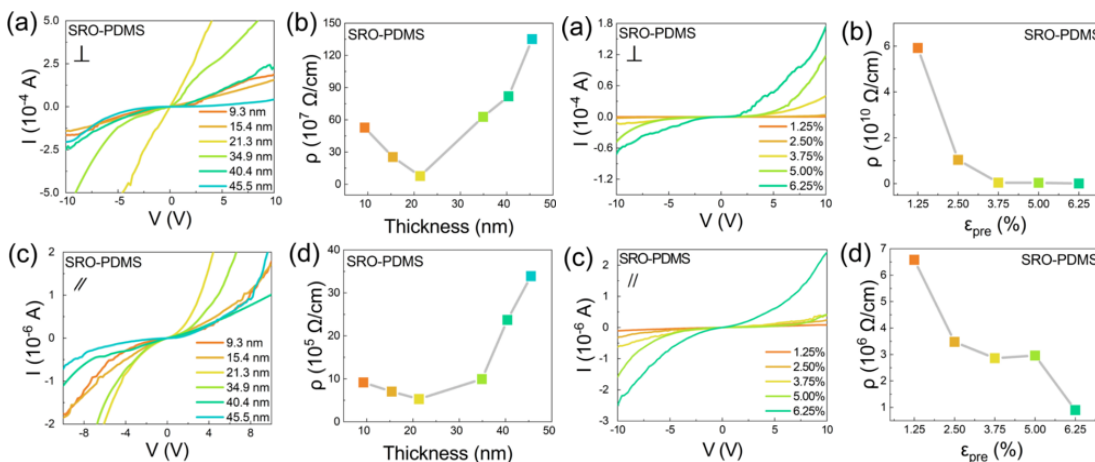 (a)
SRO-PDMS
⊥
I (10⁻⁴ A)
5.0
2.5
0.0
-2.5
-5.0
9.3 nm
15.4 nm
21.3 nm
34.9 nm
40.4 nm
45.5 nm
-10 -5 0 5 10
V (V)
(b)
SRO-PDMS
ρ (10⁷ Ω/cm)
150
120
90
60
30
0
10 20 30 40 50
Thickness (nm)
(a)
SRO-PDMS
⊥
I (10⁻⁴ A)
1.8
1.2
0.6
0.0
-0.6
-1.2
1.25%
2.50%
3.75%
5.00%
6.25%
-10 -5 0 5 10
V (V)
(b)
SRO-PDMS
ρ (10¹⁰ Ω/cm)
6
4
2
0
1.25 2.50 3.75 5.00 6.25
εpre (%)
(c)
SRO-PDMS
//
I (10⁻⁶ A)
2
1
0
-1
-2
9.3 nm
15.4 nm
21.3 nm
34.9 nm
40.4 nm
45.5 nm
-8 -4 0 4 8
V (V)
(d)
SRO-PDMS
ρ (10⁵ Ω/cm)
40
30
20
10
0
10 20 30 40 50
Thickness (nm)
(c)
SRO-PDMS
//
I (10⁻⁶ A)
2
1
0
-1
-2
-3
1.25%
2.50%
3.75%
5.00%
6.25%
-10 -5 0 5 10
V (V)
(d)
SRO-PDMS
ρ (10⁶ Ω/cm)
7
6
5
4
3
2
1
1.25 2.50 3.75 5.00 6.25
εpre (%)